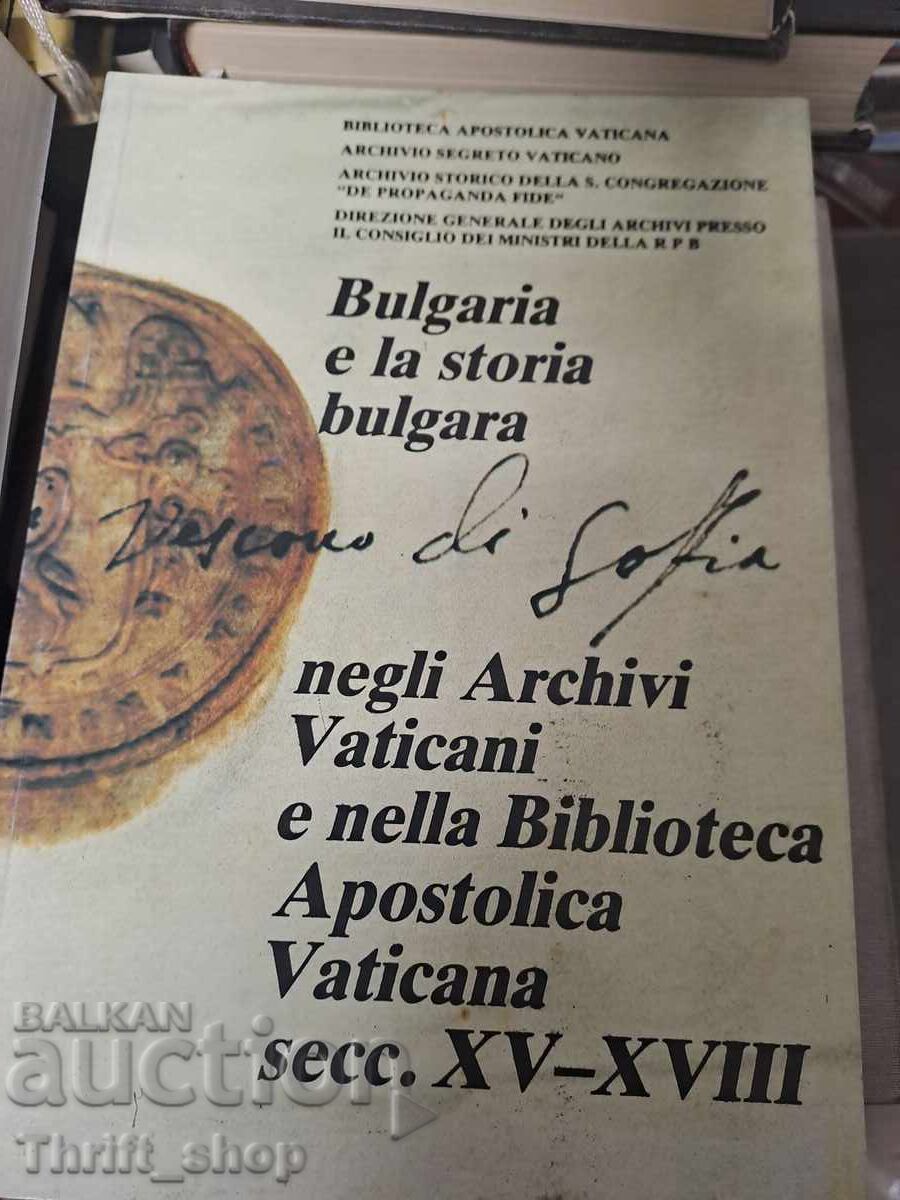 BIBLIOTECA APOSTOLICA VATICANA
ARCHIVIO SEGRETO VATICANO
ARCHIVIO STORICO DELLA S. CONGREGAZIONE
"DE PROPAGANDA FIDE"
DIREZIONE GENERALE DEGLI ARCHIVI PRESSO
IL CONSIGLIO DEI MINISTRI DELLA R P B
Bulgaria
e la storia
bulgara
Vescovo di Sofia
negli Archivi
Vaticani
e nella Biblioteca
Apostolica
Vaticana
secc. XV–XVIII
BALKAN
auction
Thrift_shop